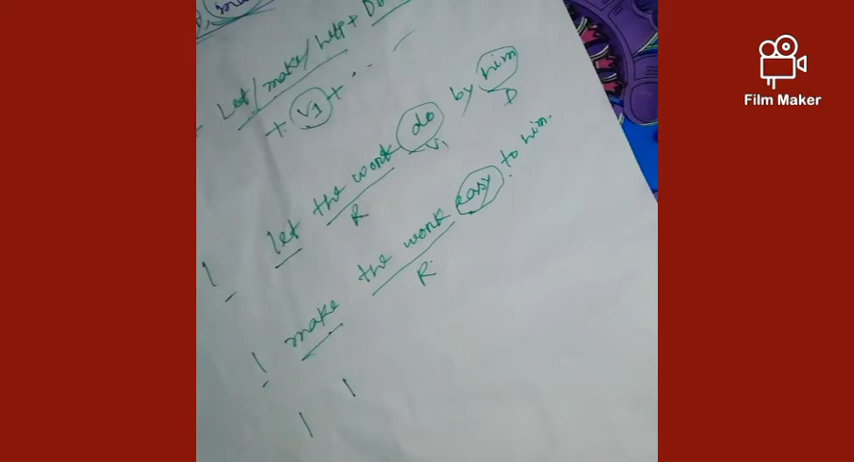 Let/make/help + Do
+ V1 + ...
let the work do by him
R V1 P
make the work easy to him.
R
Film Maker